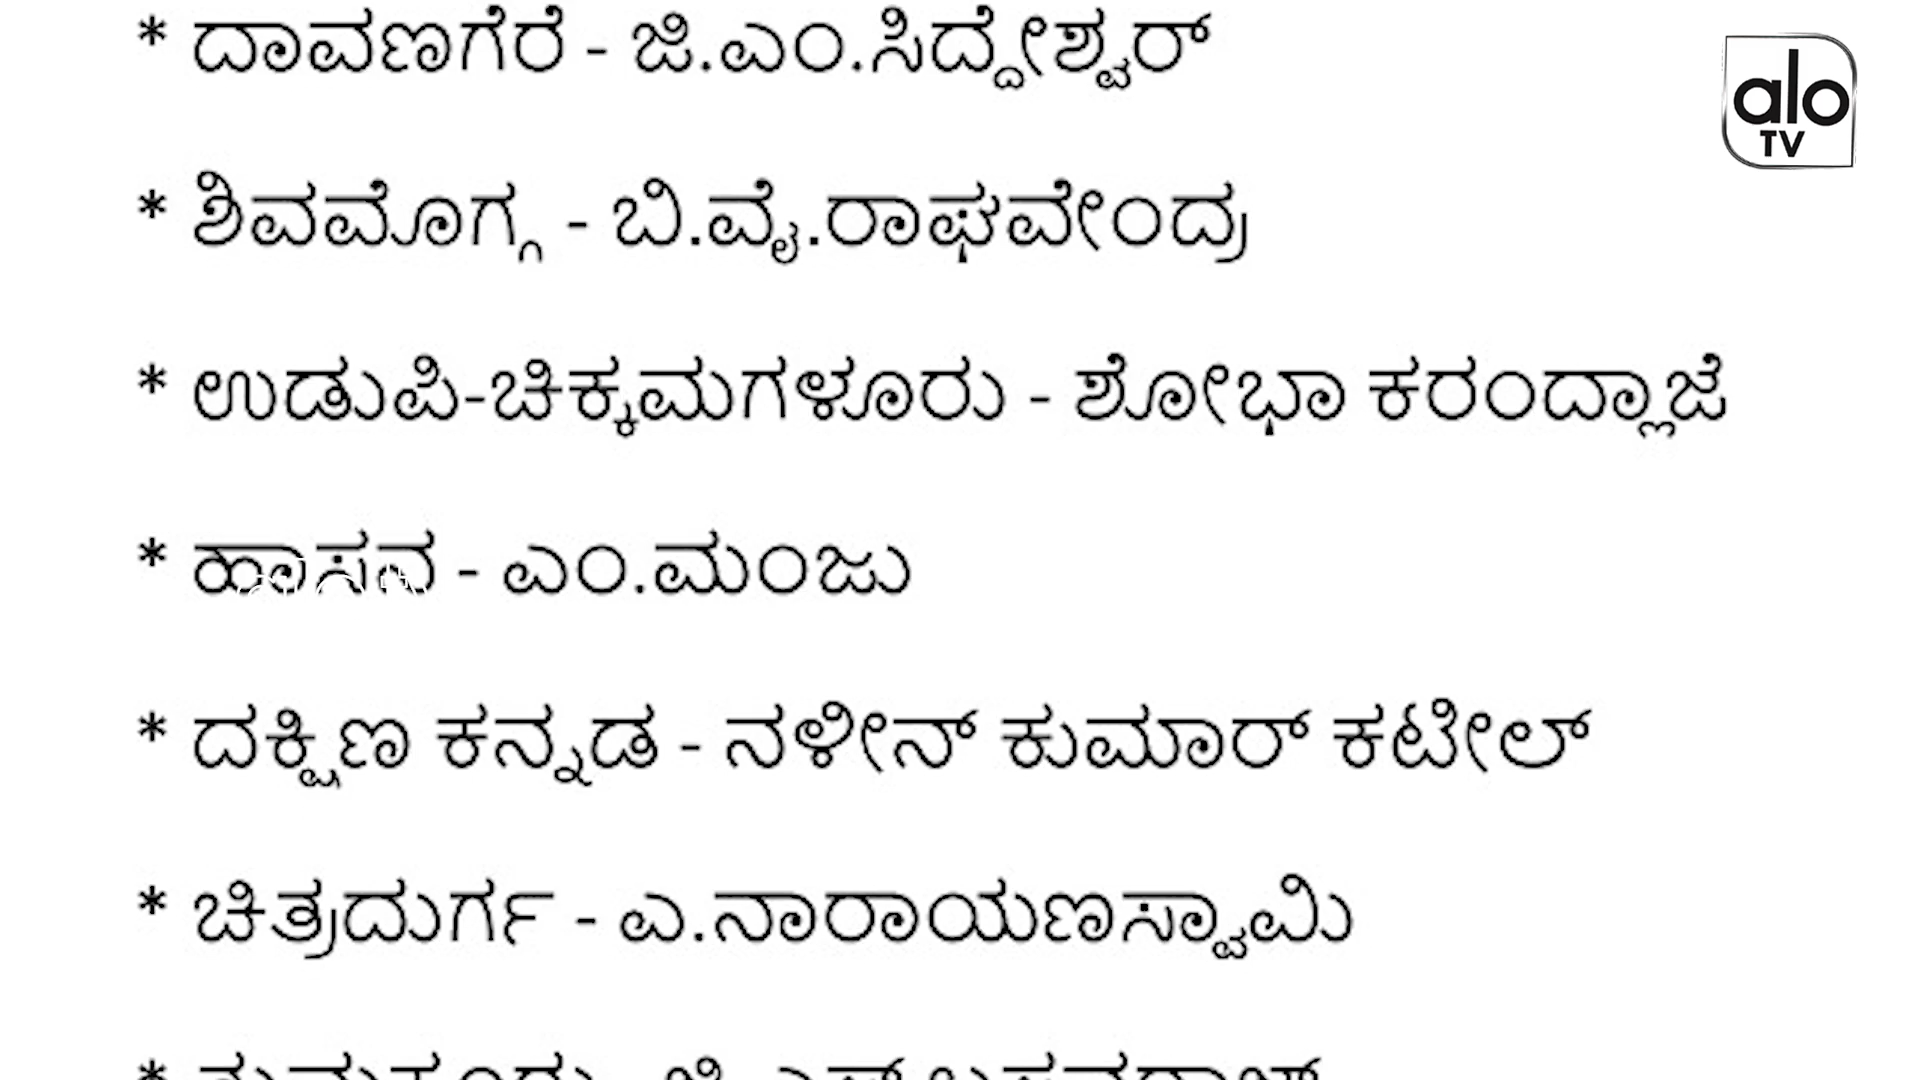 * ದಾವಣಗೆರೆ - ಜಿ.ಎಂ.ಸಿದ್ದೇಶ್ವರ್
alo
TV
* ಶಿವಮೊಗ್ಗ - ಬಿ.ವೈ.ರಾಘವೇಂದ್ರ
* ಉಡುಪಿ-ಚಿಕ್ಕಮಗಳೂರು - ಶೋಭಾ ಕರಂದ್ಲಾಜೆ
* ಹಾಸನ - ಎಂ.ಮಂಜು
* ದಕ್ಷಿಣ ಕನ್ನಡ - ನಳೀನ್ ಕುಮಾರ್ ಕಟೀಲ್
* ಚಿತ್ರದುರ್ಗ - ಎ.ನಾರಾಯಣಸ್ವಾಮಿ